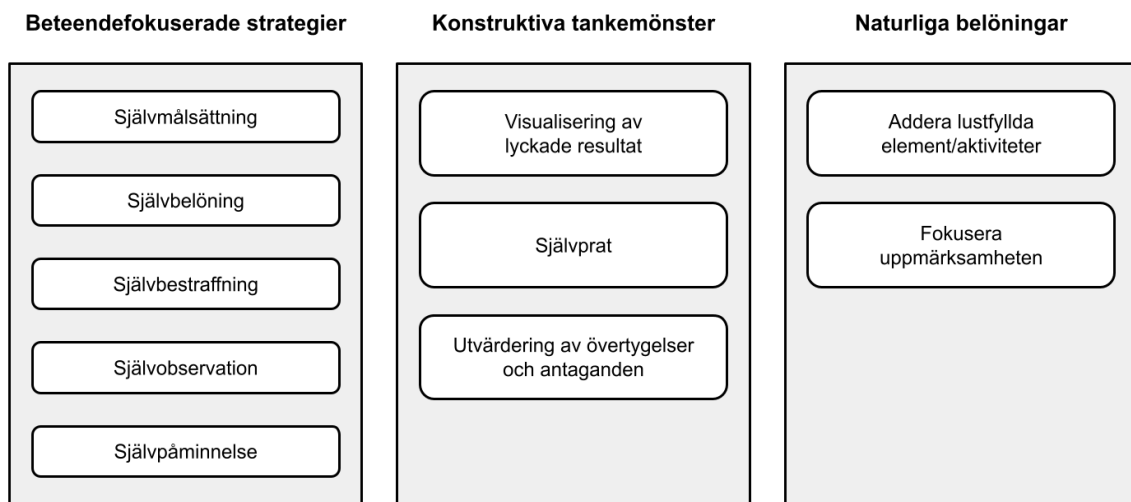 Beteendefokuserade strategier
Självmålsättning
Självbelöning
Självbestraffning
Självobservation
Självpåminnelse
Konstruktiva tankemönster
Visualisering av
lyckade resultat
Självprat
Utvärdering av övertygelser
och antaganden
Naturliga belöningar
Addera lustfyllda
element/aktiviteter
Fokusera
uppmärksamheten